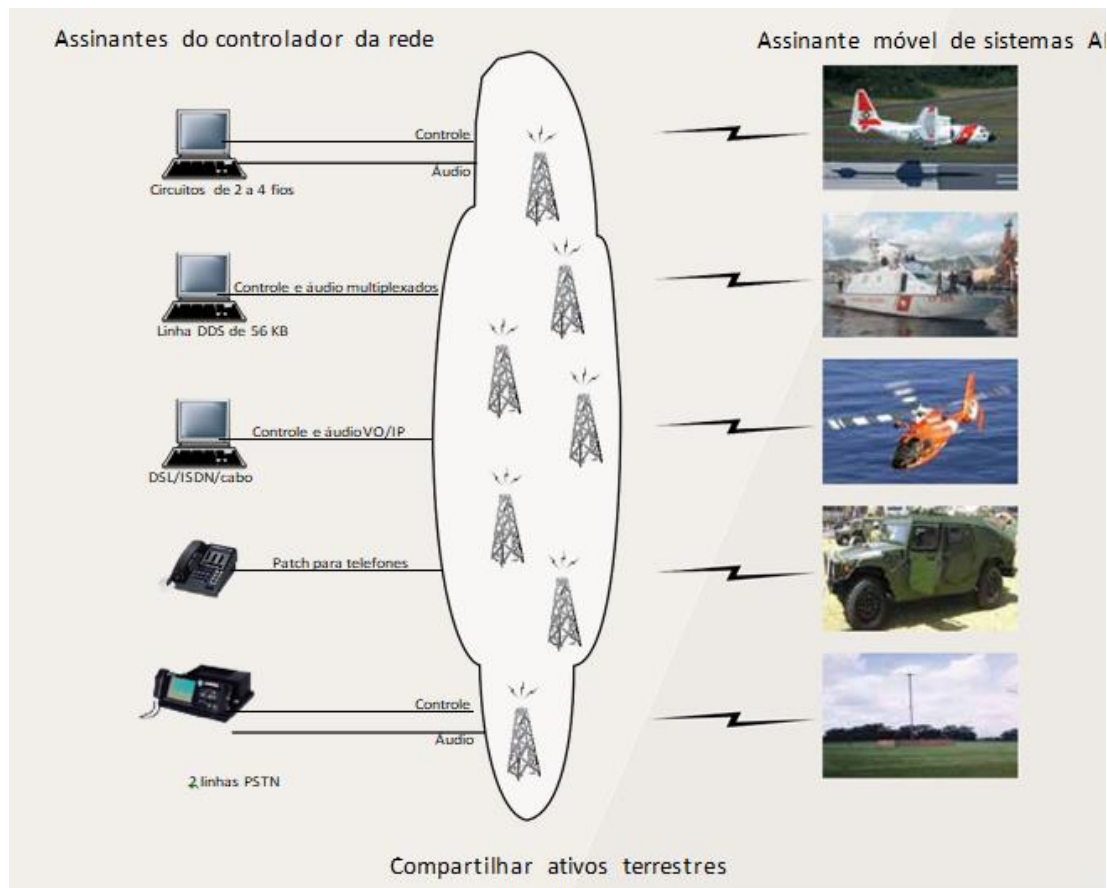 Assinantes do controlador da rede
Assinante móvel de sistemas Al
Controle
Áudio
Circuitos de 2 a 4 fios
Controle e áudio multiplexados
Linha DDS de 56 KB
Controle e áudio VO/IP
DSL/ISDN/cabo
Patch para telefones
Controle
Áudio
2 linhas PSTN
Compartilhar ativos terrestres